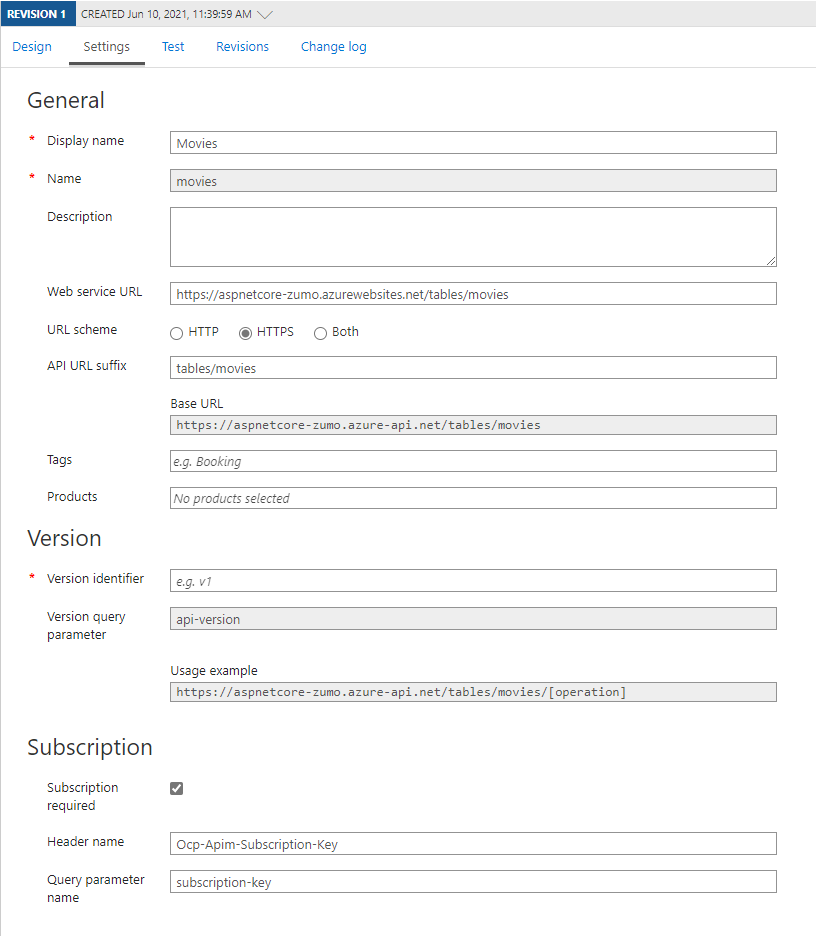 REVISION 1 CREATED Jun 10, 2021, 11:39:59 AM
Design Settings Test Revisions Change log
General
* Display name Movies
* Name movies
Description
Web service URL https://aspnetcore-zumo.azurewebsites.net/tables/movies
URL scheme HTTP HTTPS Both
API URL suffix tables/movies
Base URL
https://aspnetcore-zumo.azure-api.net/tables/movies
Tags e.g. Booking
Products No products selected
Version
* Version identifier e.g. v1
Version query
parameter api-version
Usage example
https://aspnetcore-zumo.azure-api.net/tables/movies/[operation]
Subscription
Subscription
required
Header name Ocp-Apim-Subscription-Key
Query parameter
name subscription-key